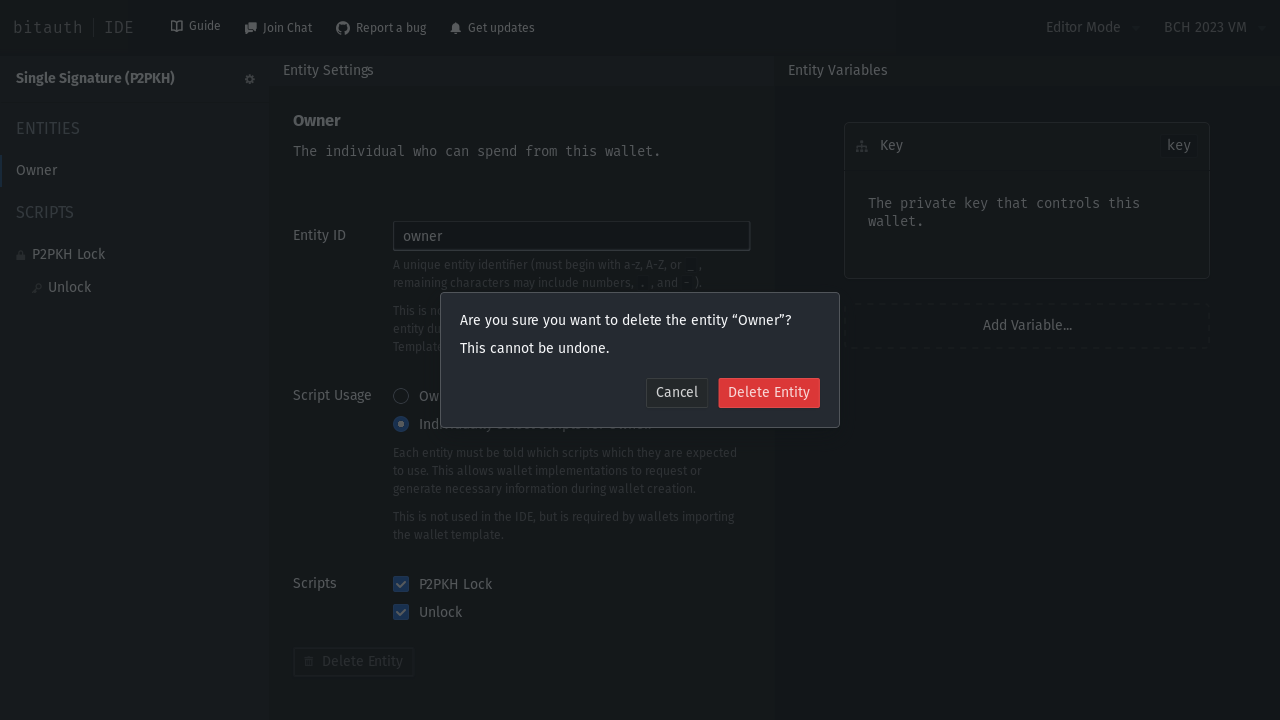 bitauth | IDE
Guide
Join Chat
Report a bug
Get updates
Editor Mode
BCH 2023 VM
Single Signature (P2PKH)
ENTITIES
Owner
SCRIPTS
P2PKH Lock
Unlock
Entity Settings
Owner
The individual who can spend from this wallet.
Entity ID
owner
A unique entity identifier (must begin with a-z, A-Z, or _ ,
remaining characters may include numbers, . , and - ).
This is no
entity du
Template
Script Usage
Ow
Each entity must be told which scripts which they are expected
to use. This allows wallet implementations to request or
generate necessary information during wallet creation.
This is not used in the IDE, but is required by wallets importing
the wallet template.
Scripts
P2PKH Lock
Unlock
Delete Entity
Entity Variables
Key
key
The private key that controls this
wallet.
Add Variable...
Are you sure you want to delete the entity “Owner”?
This cannot be undone.
Cancel
Delete Entity